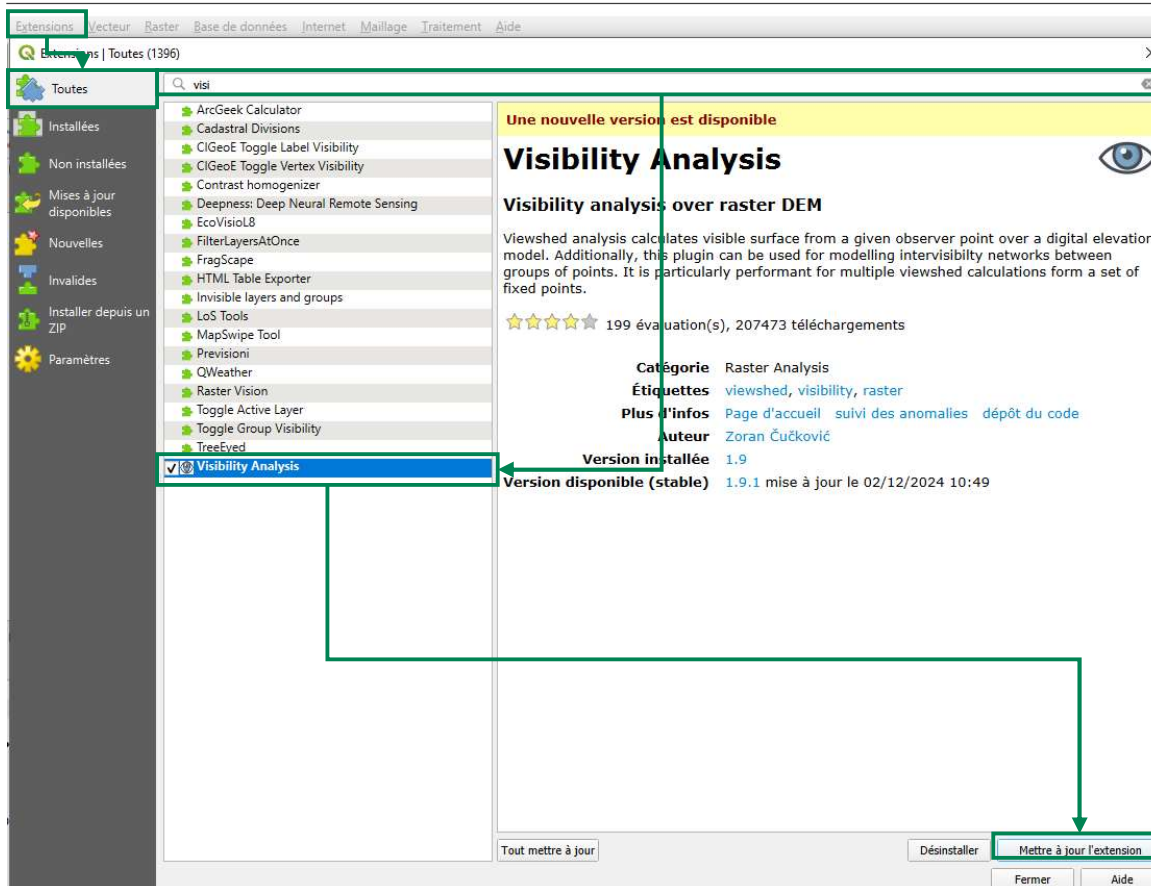 Extensions Vecteur Raster Base de données Internet Maillage Traitement Aide
Extensions | Toutes (1396)
Toutes
Installées
Non installées
Mises à jour
disponibles
Nouvelles
Invalides
Installer depuis un
ZIP
Paramètres
visi
ArcGeek Calculator
Cadastral Divisions
CIGeoE Toggle Label Visibility
CIGeoE Toggle Vertex Visibility
Contrast homogenizer
Deepness: Deep Neural Remote Sensing
EcoVisioL8
FilterLayersAtOnce
FragScape
HTML Table Exporter
Invisible layers and groups
LoS Tools
MapSwipe Tool
Previsioni
QWeather
Raster Vision
Toggle Active Layer
Toggle Group Visibility
TreeEyed
Visibility Analysis
Une nouvelle version est disponible
Visibility Analysis
Visibility analysis over raster DEM
Viewshed analysis calculates visible surface from a given observer point over a digital elevation
model. Additionally, this plugin can be used for modelling intervisibilty networks between
groups of points. It is particularly performant for multiple viewshed calculations form a set of
fixed points.
199 évaluation(s), 207473 téléchargements
Catégorie Raster Analysis
Étiquettes viewshed, visibility, raster
Plus d'infos Page d'accueil suivi des anomalies dépôt du code
Auteur Zoran Čučković
Version installée 1.9
Version disponible (stable) 1.9.1 mise à jour le 02/12/2024 10:49
Tout mettre à jour Désinstaller Mettre à jour l'extension
Fermer Aide